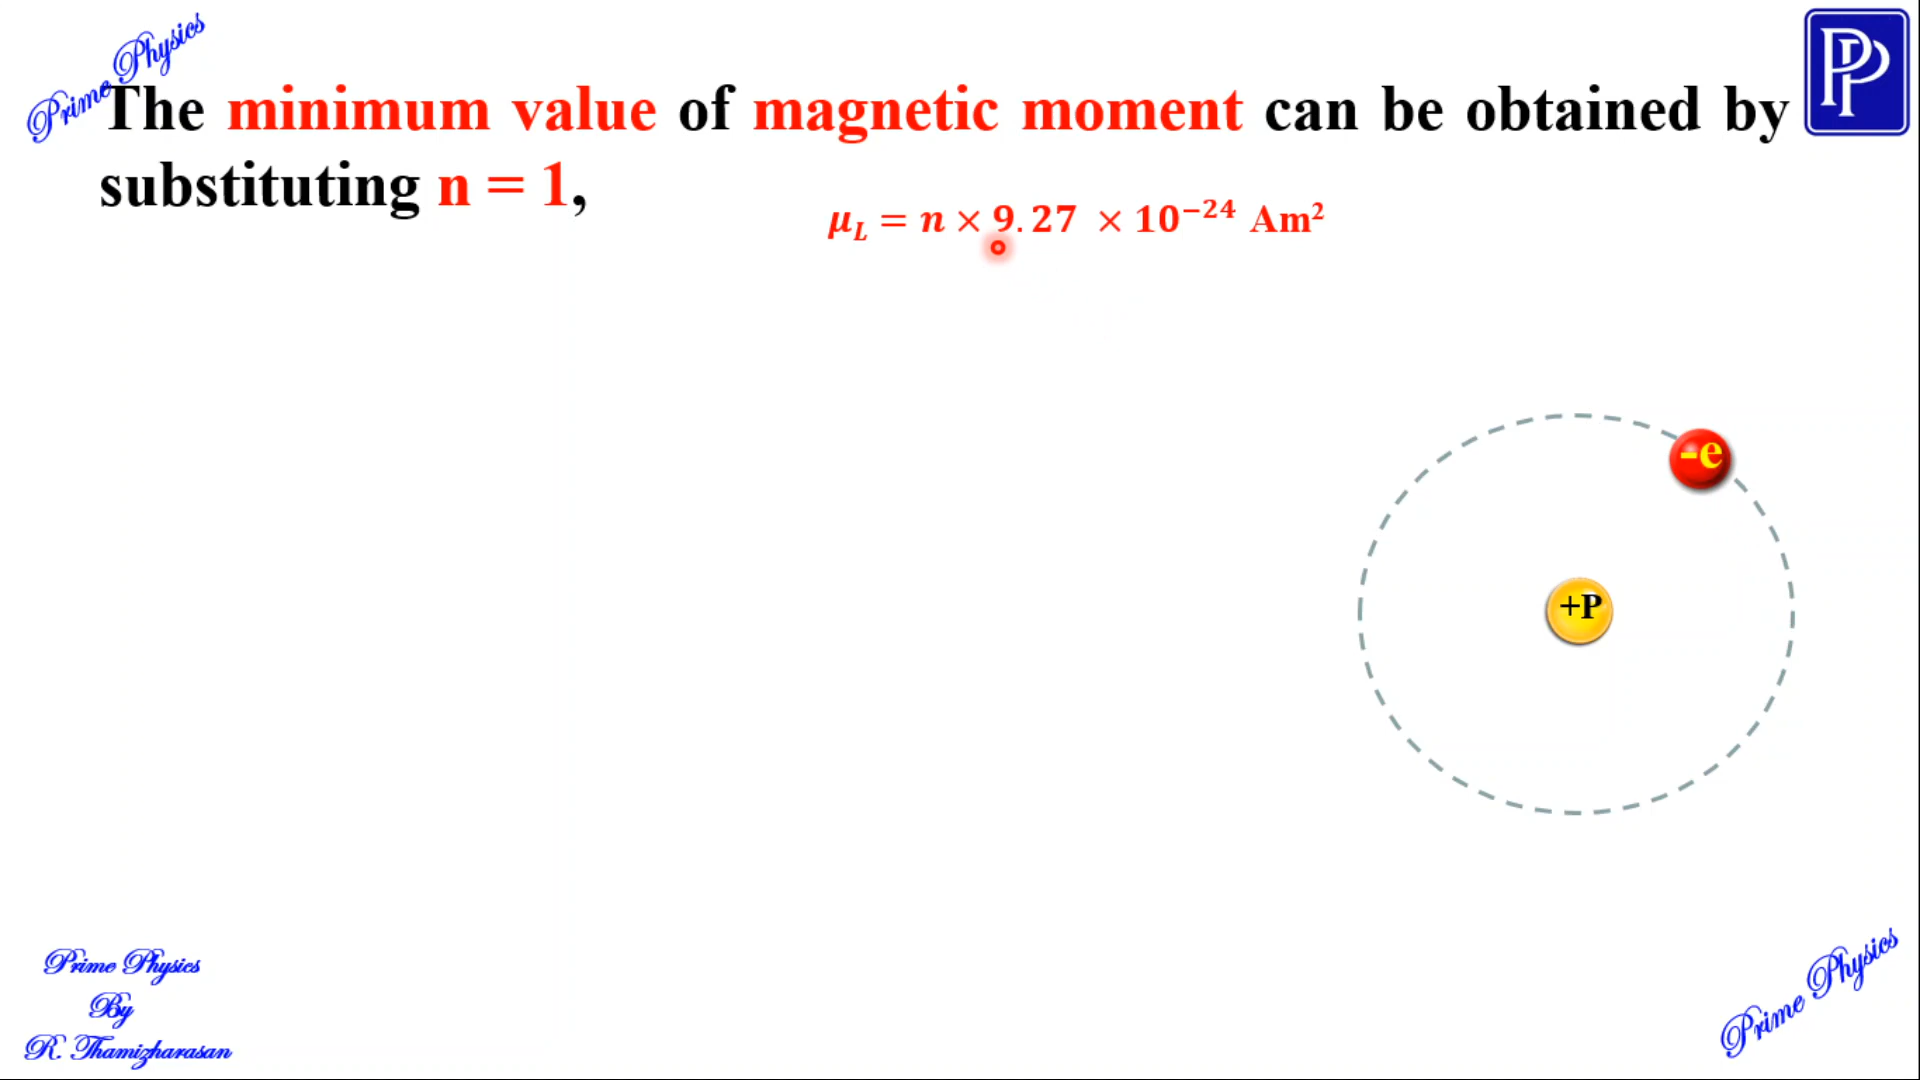 Prime Physics
PP
The minimum value of magnetic moment can be obtained by
substituting n = 1,
μ_L = n × 9.27 × 10⁻²⁴ Am²
-e
+P
Prime Physics
By
R. Thamizharasan
Prime Physics